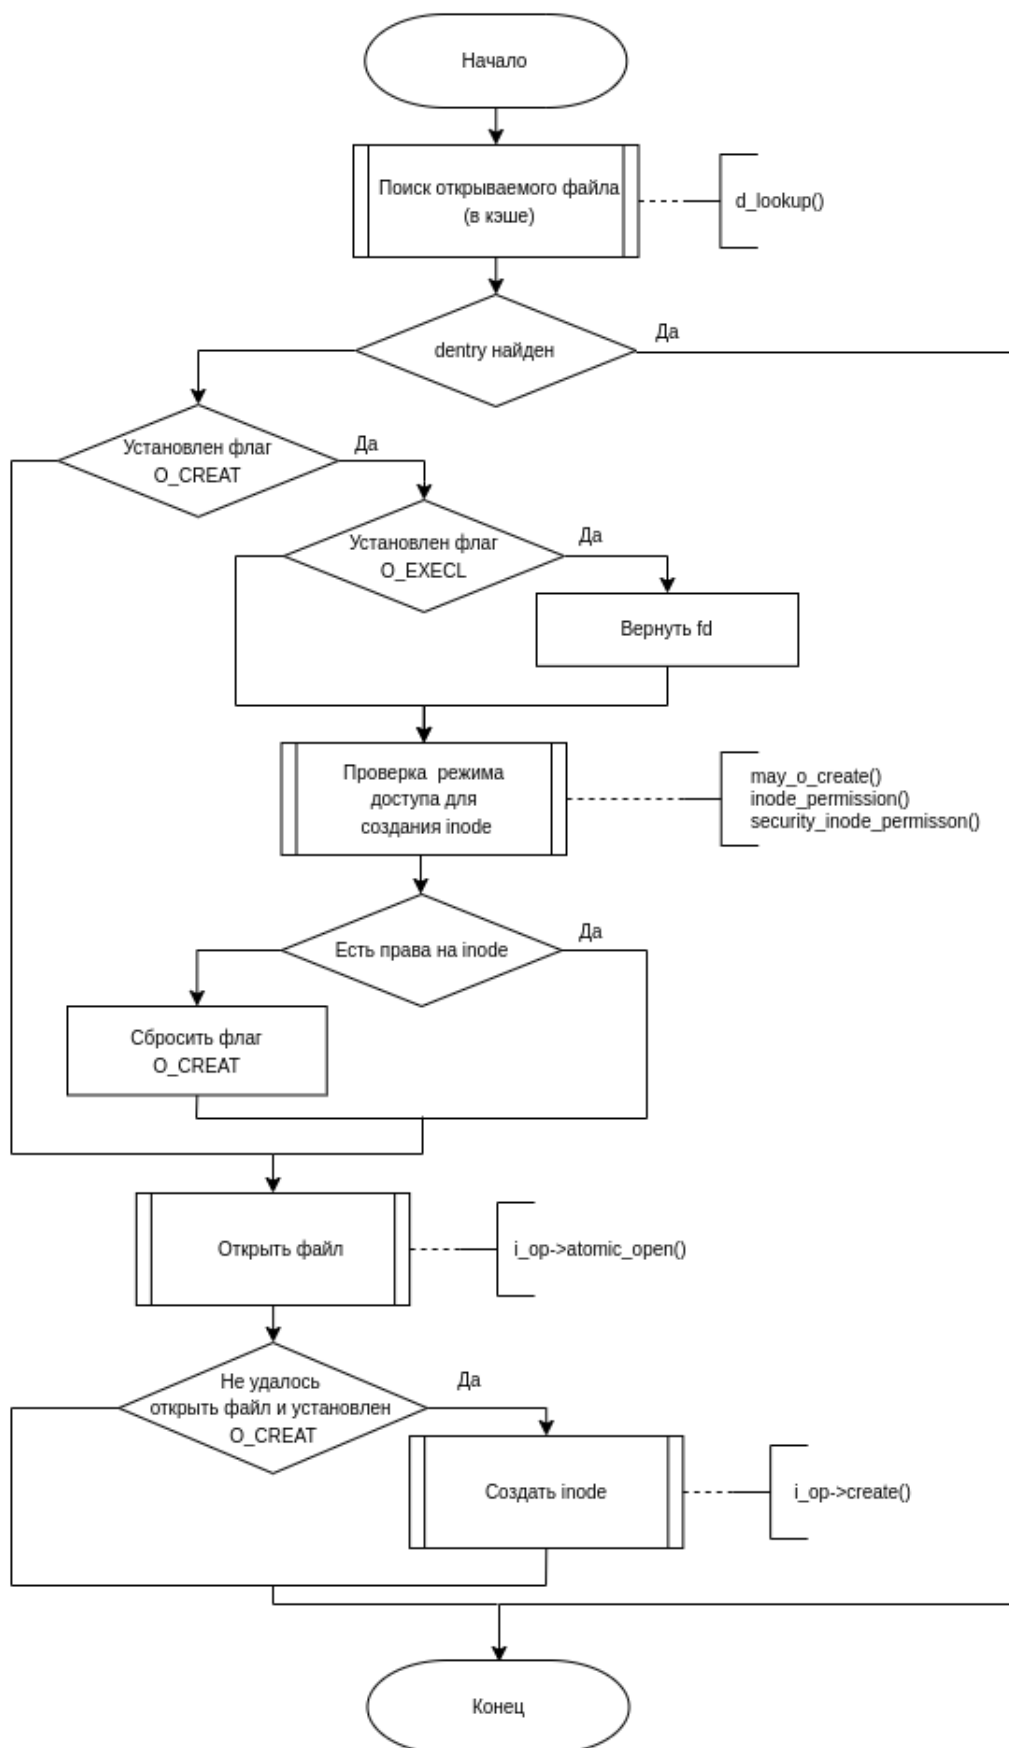 Начало
Поиск открываемого файла
(в кэше)
d_lookup()
dentry найден
Да
Установлен флаг
O_CREAT
Да
Установлен флаг
O_EXECL
Да
Вернуть fd
Проверка режима
доступа для
создания inode
may_o_create()
inode_permission()
security_inode_permisson()
Есть права на inode
Да
Сбросить флаг
O_CREAT
Открыть файл
i_op->atomic_open()
Не удалось
открыть файл и установлен
O_CREAT
Да
Создать inode
i_op->create()
Конец